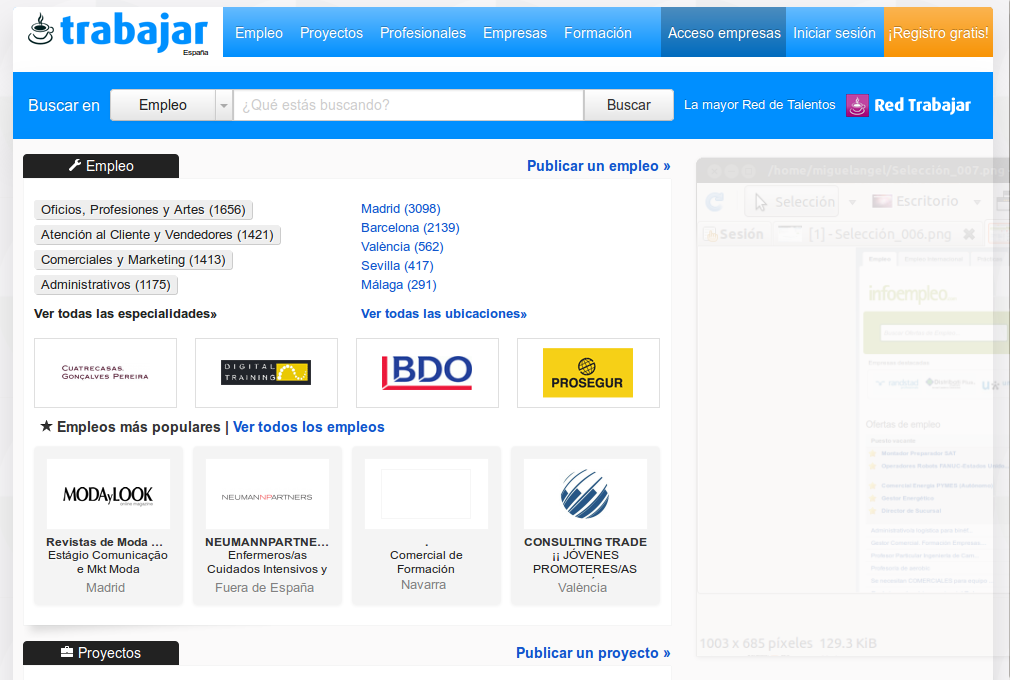 trabajar
España
Empleo Proyectos Profesionales Empresas Formación Acceso empresas Iniciar sesión ¡Registro gratis!
Buscar en Empleo ¿Qué estás buscando? Buscar La mayor Red de Talentos Red Trabajar
Empleo Publicar un empleo »
Oficios, Profesiones y Artes (1656)
Atención al Cliente y Vendedores (1421)
Comerciales y Marketing (1413)
Administrativos (1175)
Ver todas las especialidades»
Madrid (3098)
Barcelona (2139)
València (562)
Sevilla (417)
Málaga (291)
Ver todas las ubicaciones»
CUATRECASAS,
GONÇALVES PEREIRA
DIGITAL
TRAINING
BDO
PROSEGUR
★ Empleos más populares | Ver todos los empleos
MODAyLOOK
online magazine
Revistas de Moda ...
Estágio Comunicação
e Mkt Moda
Madrid
NEUMANNPARTNERS
NEUMANNPARTNE...
Enfermeros/as
Cuidados Intensivos y
Fuera de España
.
Comercial de
Formación
Navarra
CONSULTING TRADE
¡¡ JÓVENES
PROMOTERES/AS
València
Proyectos Publicar un proyecto »
/home/miguelangel/Selección_007.png
Selección Escritorio
Sesión [1] - Selección_006.png
infoempleo
Ofertas de empleo
1003 x 685 píxeles 129.3 KiB